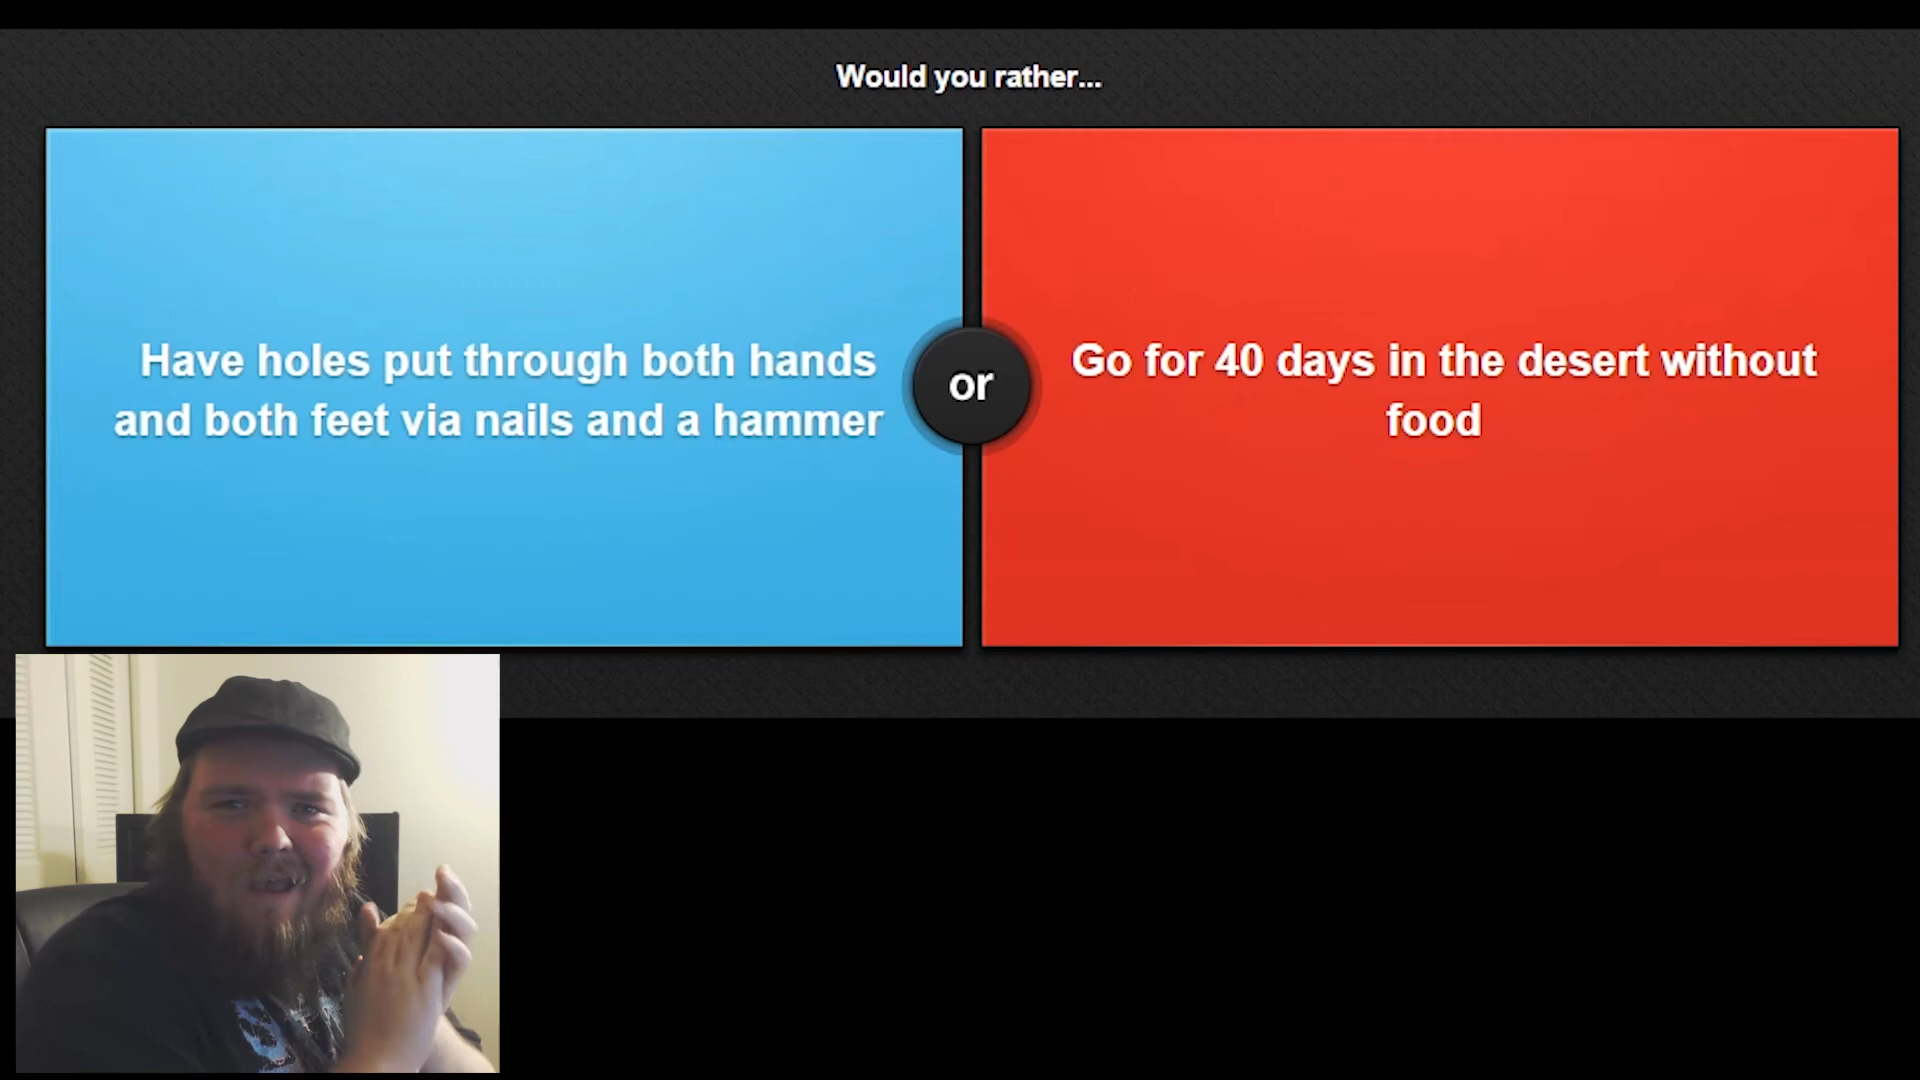 Would you rather...
Have holes put through both hands
and both feet via nails and a hammer
or
Go for 40 days in the desert without
food